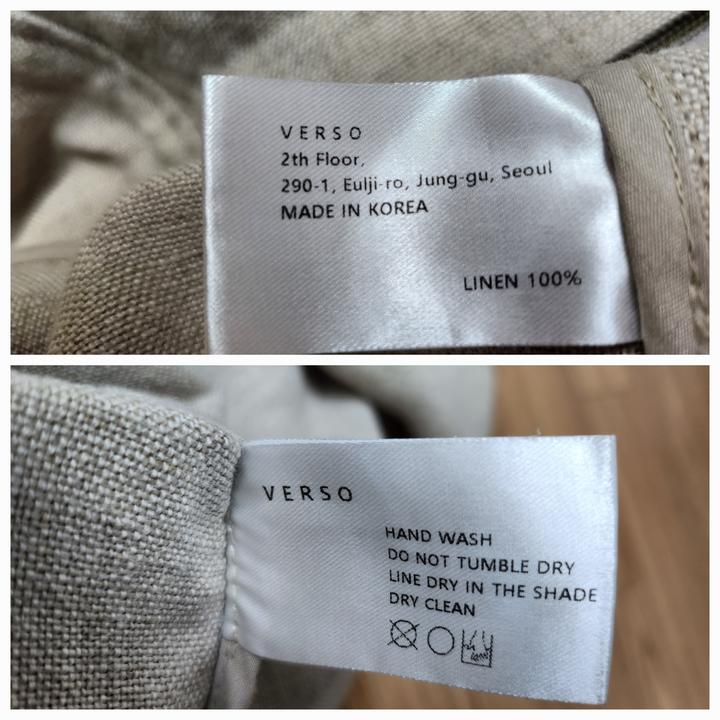 VERSO
2th Floor,
290-1, Eulji-ro, Jung-gu, Seoul
MADE IN KOREA
LINEN 100%
VERSO
HAND WASH
DO NOT TUMBLE DRY
LINE DRY IN THE SHADE
DRY CLEAN